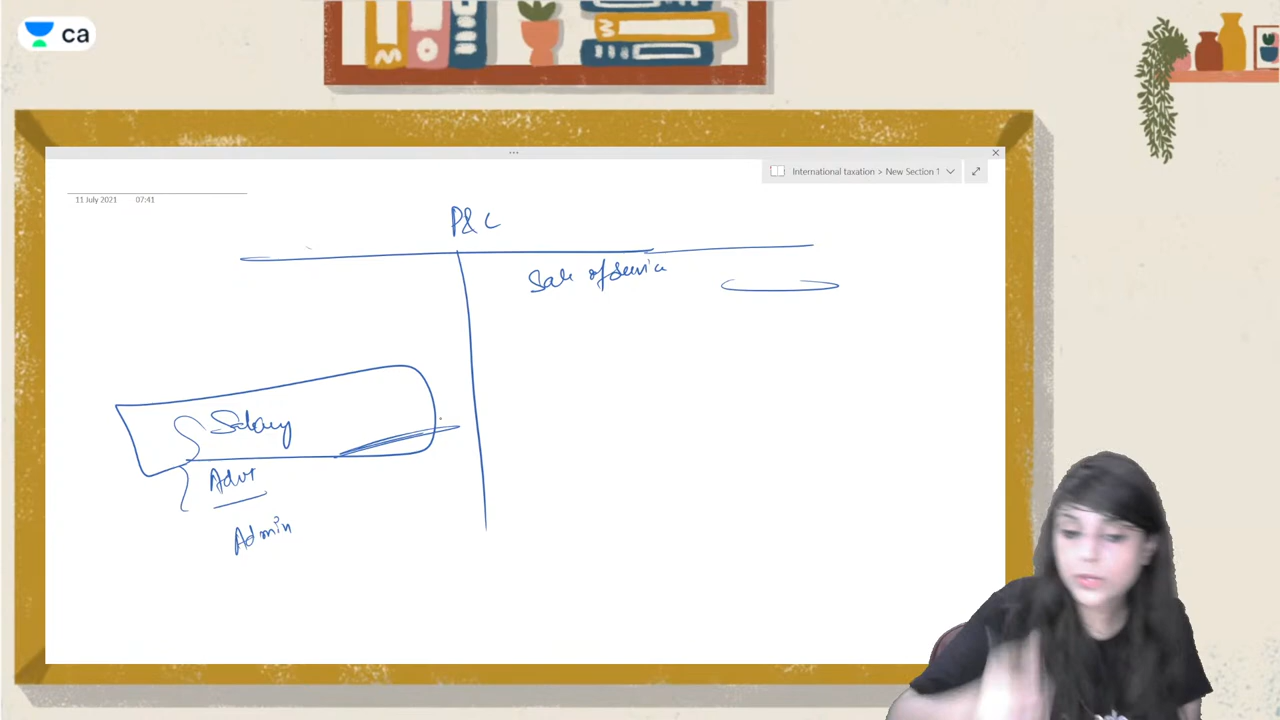 ca
International taxation > New Section 1
11 July 2021 07:41
P&L
Sale of service
Salary
Advt
Admin